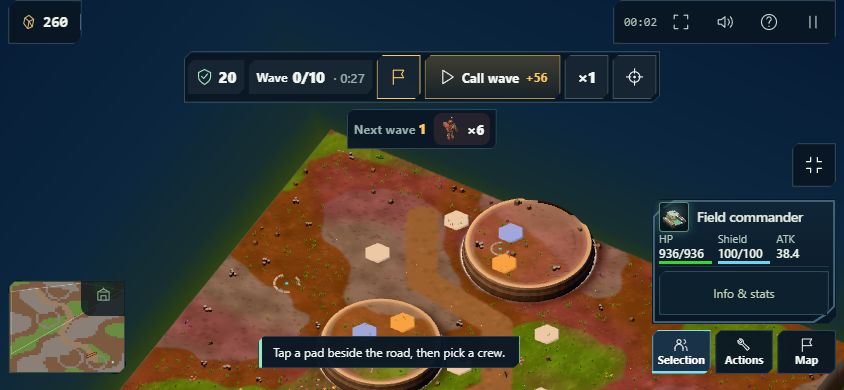 260
00:02
20
Wave 0/10 · 0:27
Call wave +56
×1
Next wave 1
×6
Field commander
HP Shield ATK
936/936 100/100 38.4
Info & stats
Tap a pad beside the road, then pick a crew.
Selection
Actions
Map